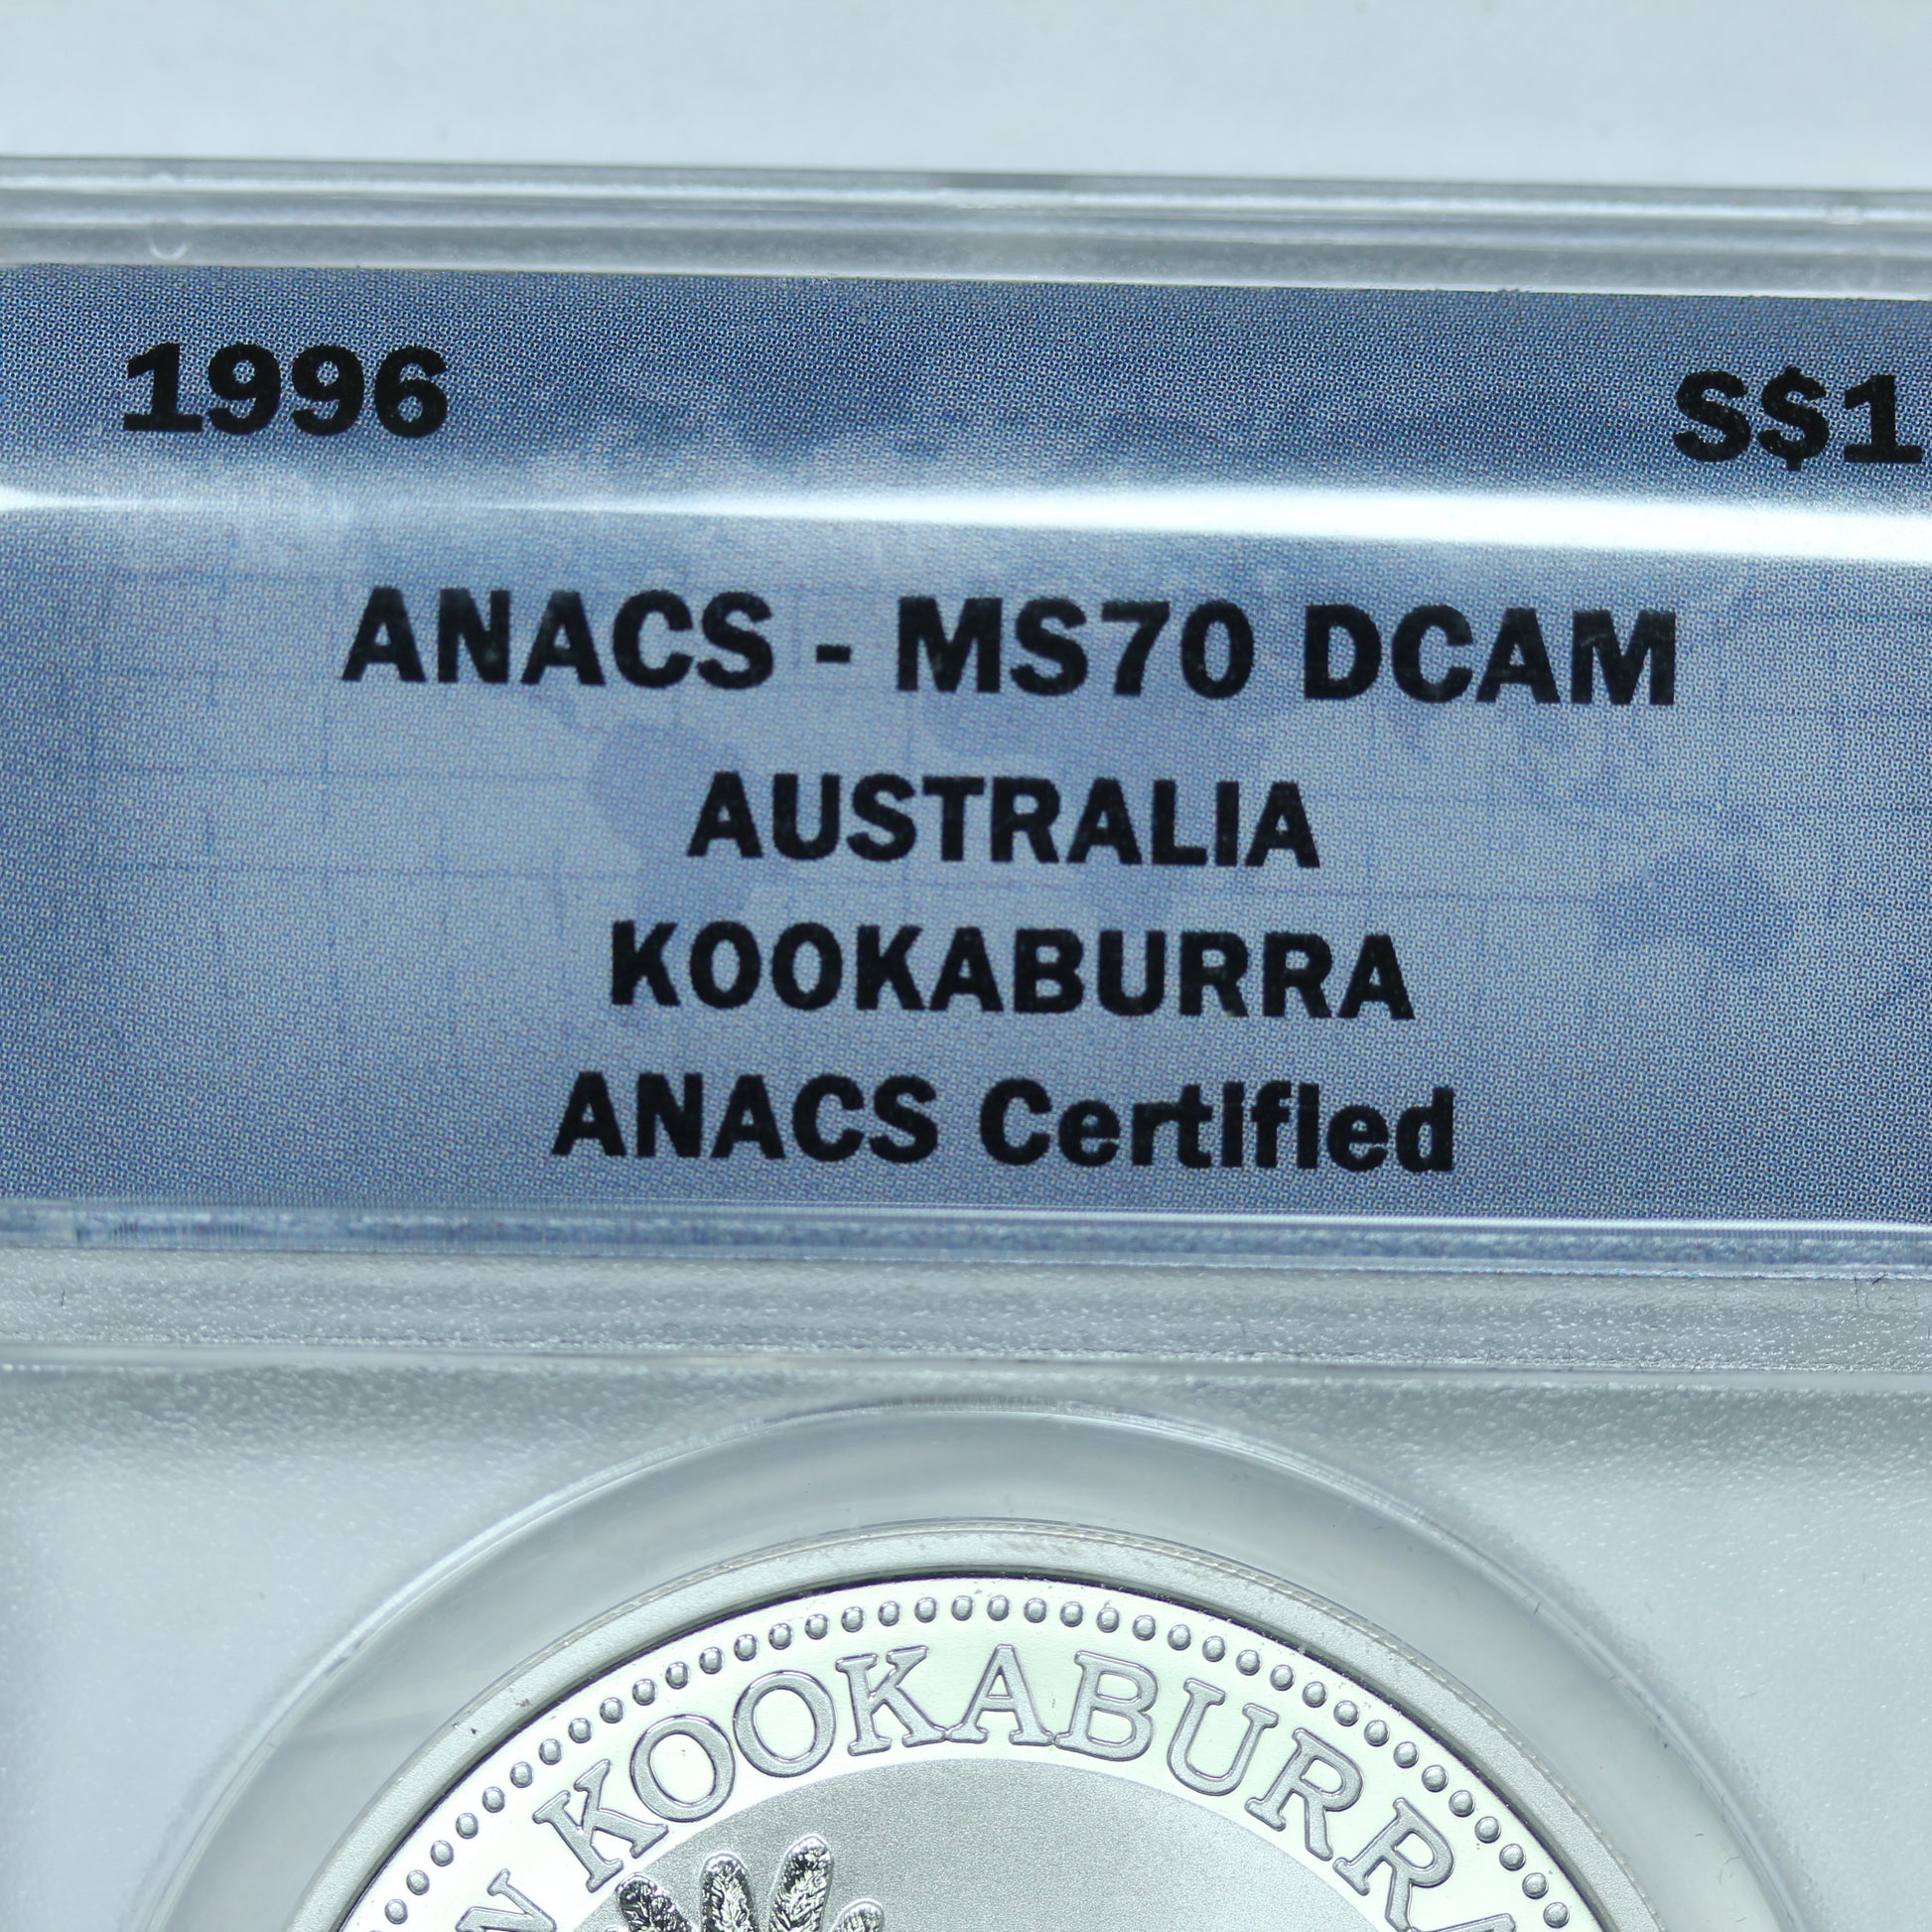 1996 S$1
ANACS - MS70 DCAM
AUSTRALIA
KOOKABURRA
ANACS Certified
N KOOKABURRA